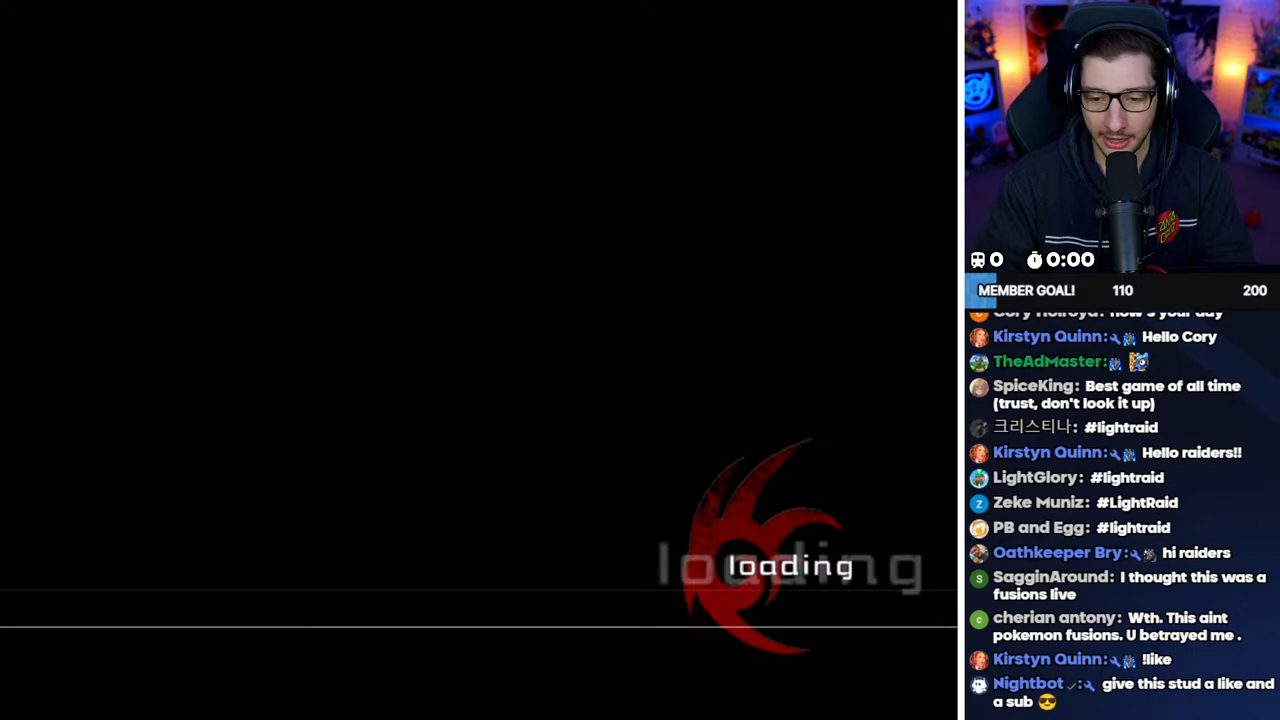 loading
loading
SANTA CRUZ
0 0:00
MEMBER GOAL! 110 200
Kirstyn Quinn: Hello Cory
TheAdMaster:
SpiceKing: Best game of all time
(trust, don't look it up)
크리스티나: #lightraid
Kirstyn Quinn: Hello raiders!!
LightGlory: #lightraid
Z Zeke Muniz: #LightRaid
PB and Egg: #lightraid
Oathkeeper Bry: hi raiders
S SagginAround: I thought this was a
fusions live
c cherian antony: Wth. This aint
pokemon fusions. U betrayed me .
Kirstyn Quinn: !like
Nightbot : give this stud a like and
a sub 😎